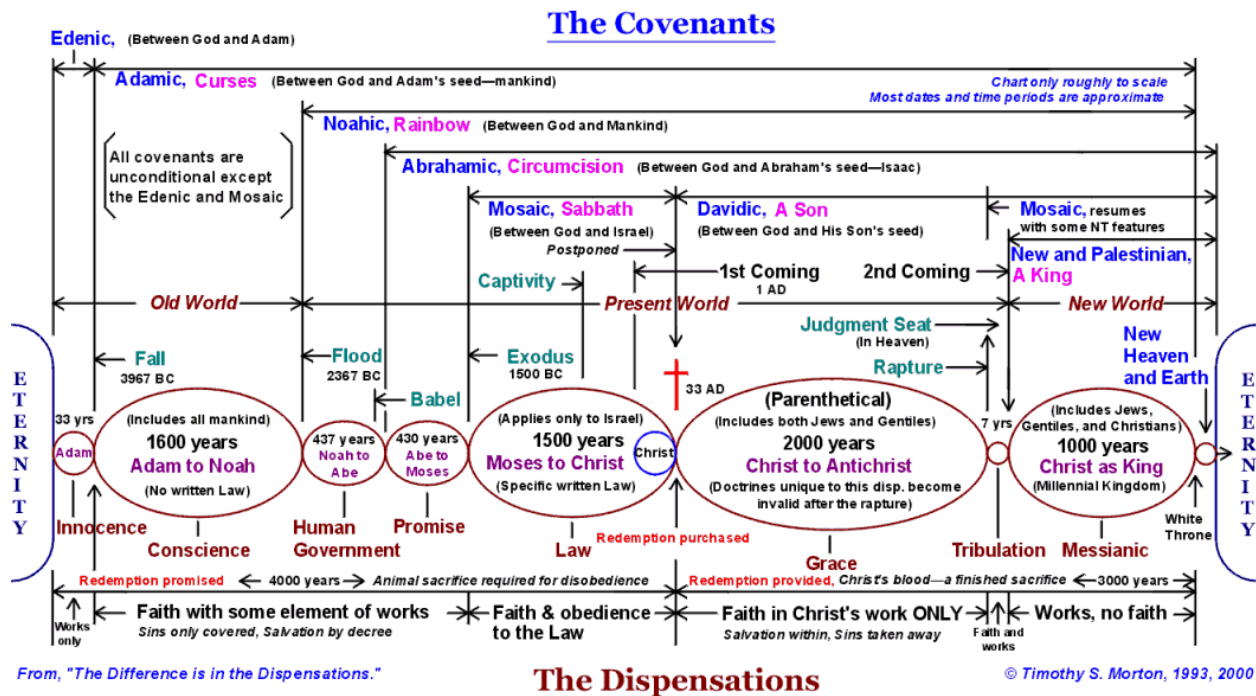 The Covenants
Edenic, (Between God and Adam)
Adamic, Curses (Between God and Adam's seed—mankind)
Chart only roughly to scale
Most dates and time periods are approximate
Noahic, Rainbow (Between God and Mankind)
All covenants are
unconditional except
the Edenic and Mosaic
Abrahamic, Circumcision (Between God and Abraham's seed—Isaac)
Mosaic, Sabbath
(Between God and Israel)
Postponed
Davidic, A Son
(Between God and His Son's seed)
Mosaic, resumes
with some NT features
New and Palestinian,
A King
Captivity
1st Coming
1 AD
2nd Coming
Old World
Present World
New World
Judgment Seat
(In Heaven)
Rapture
New
Heaven
and Earth
Fall
3967 BC
Flood
2367 BC
Babel
Exodus
1500 BC
33 AD
ETERNITY
33 yrs
Adam
(Includes all mankind)
1600 years
Adam to Noah
(No written Law)
437 years
Noah to
Abe
430 years
Abe to
Moses
(Applies only to Israel)
1500 years
Moses to Christ
(Specific written Law)
Christ
(Parenthetical)
(Includes both Jews and Gentiles)
2000 years
Christ to Antichrist
(Doctrines unique to this disp. become
invalid after the rapture)
7 yrs
(Includes Jews,
Gentiles, and Christians)
1000 years
Christ as King
(Millennial Kingdom)
ETERNITY
White
Throne
Innocence
Conscience
Human
Government
Promise
Law
Redemption purchased
Grace
Tribulation
Messianic
Redemption promised
4000 years
Animal sacrifice required for disobedience
Redemption provided, Christ's blood—a finished sacrifice
3000 years
Works
only
Faith with some element of works
Sins only covered, Salvation by decree
Faith & obedience
to the Law
Faith in Christ's work ONLY
Salvation within, Sins taken away
Faith and
works
Works, no faith
From, "The Difference is in the Dispensations."
The Dispensations
© Timothy S. Morton, 1993, 2000